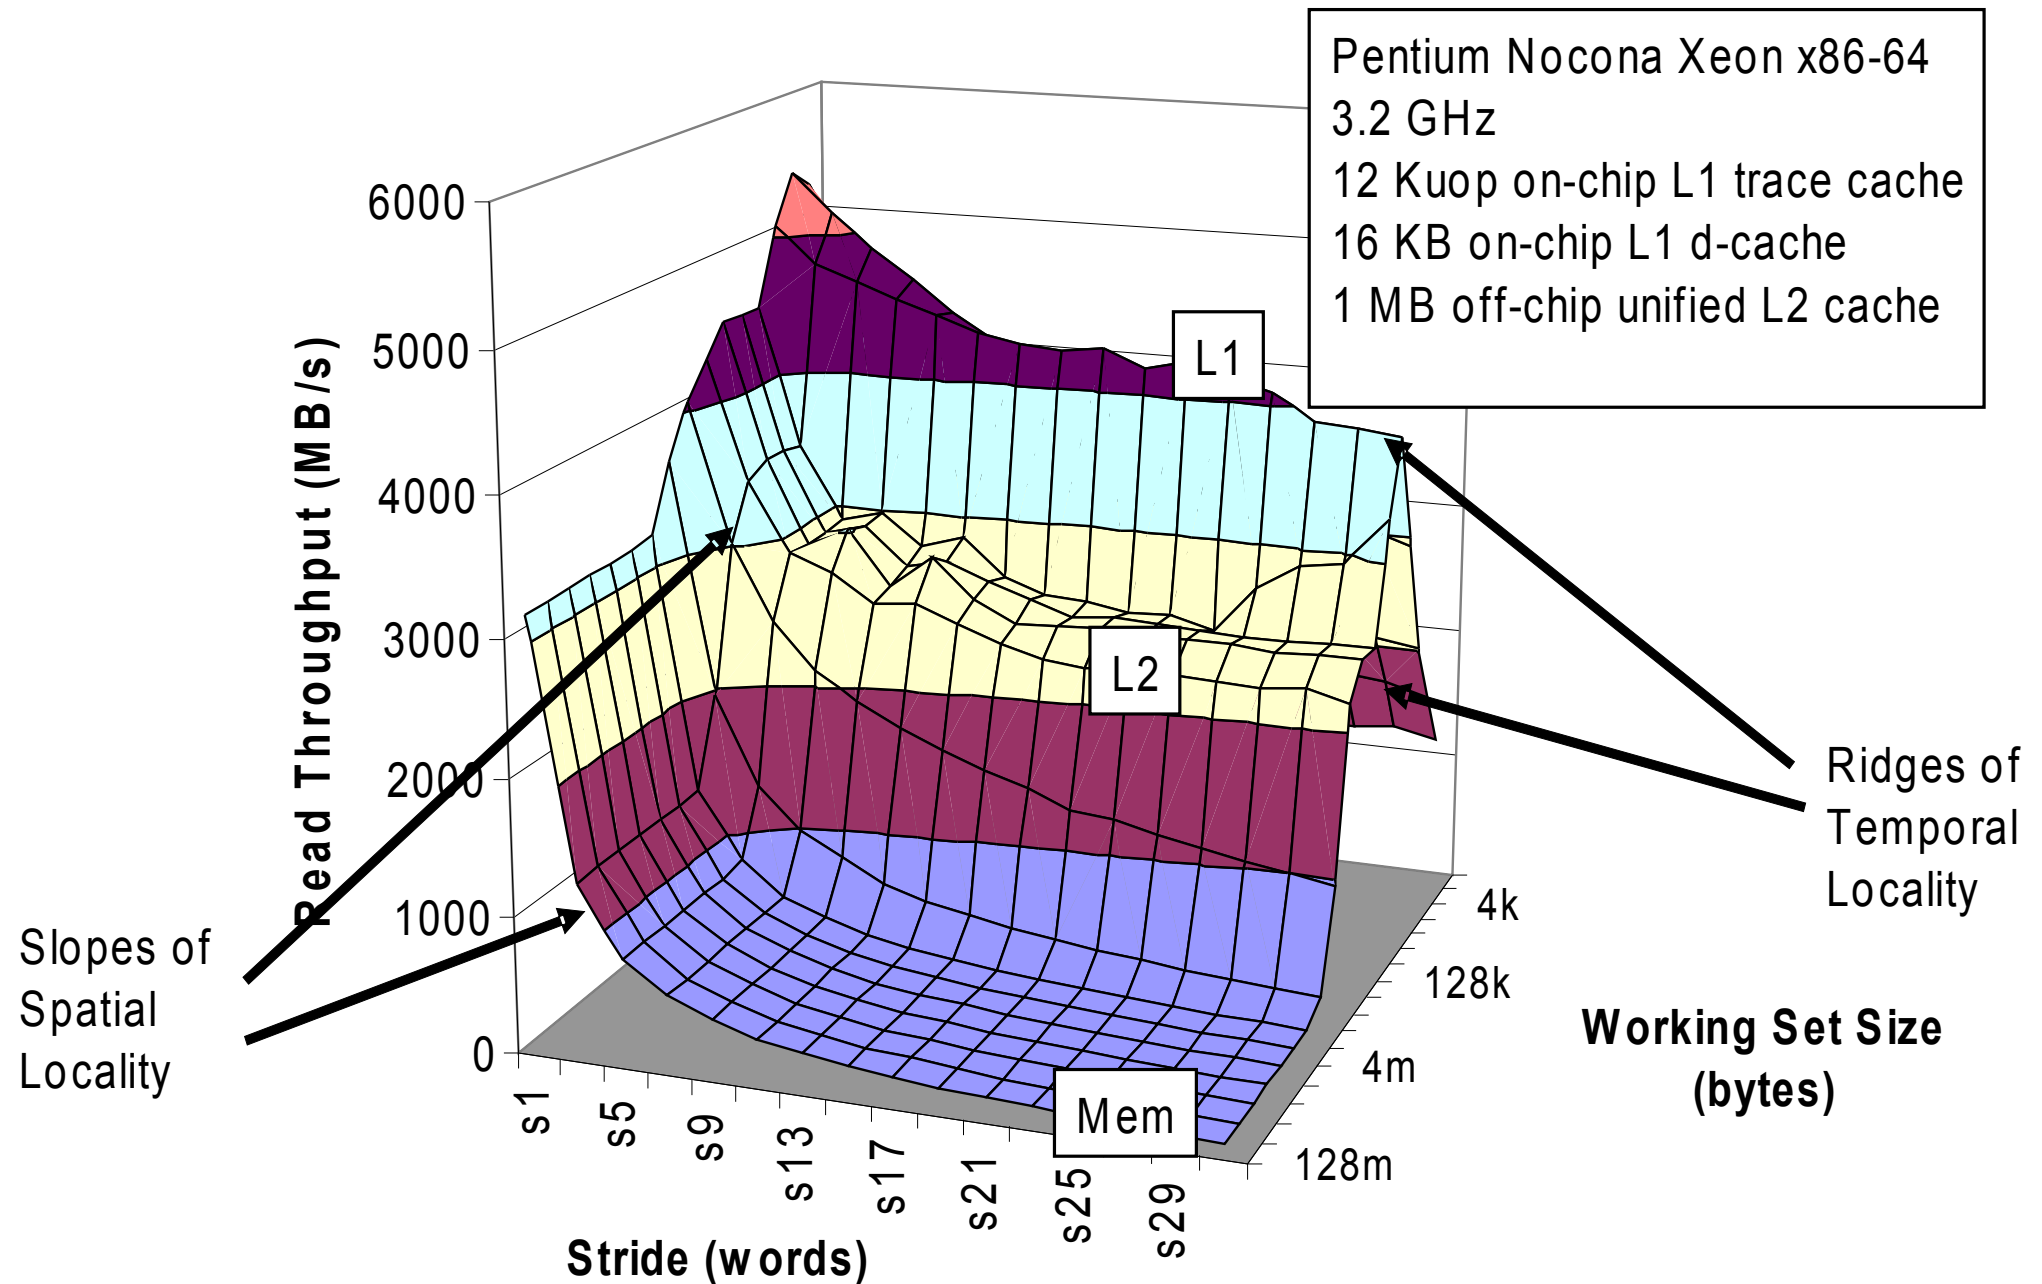 Pentium Nocona Xeon x86-64
3.2 GHz
12 Kuop on-chip L1 trace cache
16 KB on-chip L1 d-cache
1 MB off-chip unified L2 cache
6000
5000
4000
3000
2000
1000
0
Read Throughput (MB/s)
L1
L2
Mem
Slopes of
Spatial
Locality
Ridges of
Temporal
Locality
4k
128k
4m
128m
Working Set Size
(bytes)
s1
s5
s9
s13
s17
s21
s25
s29
Stride (words)